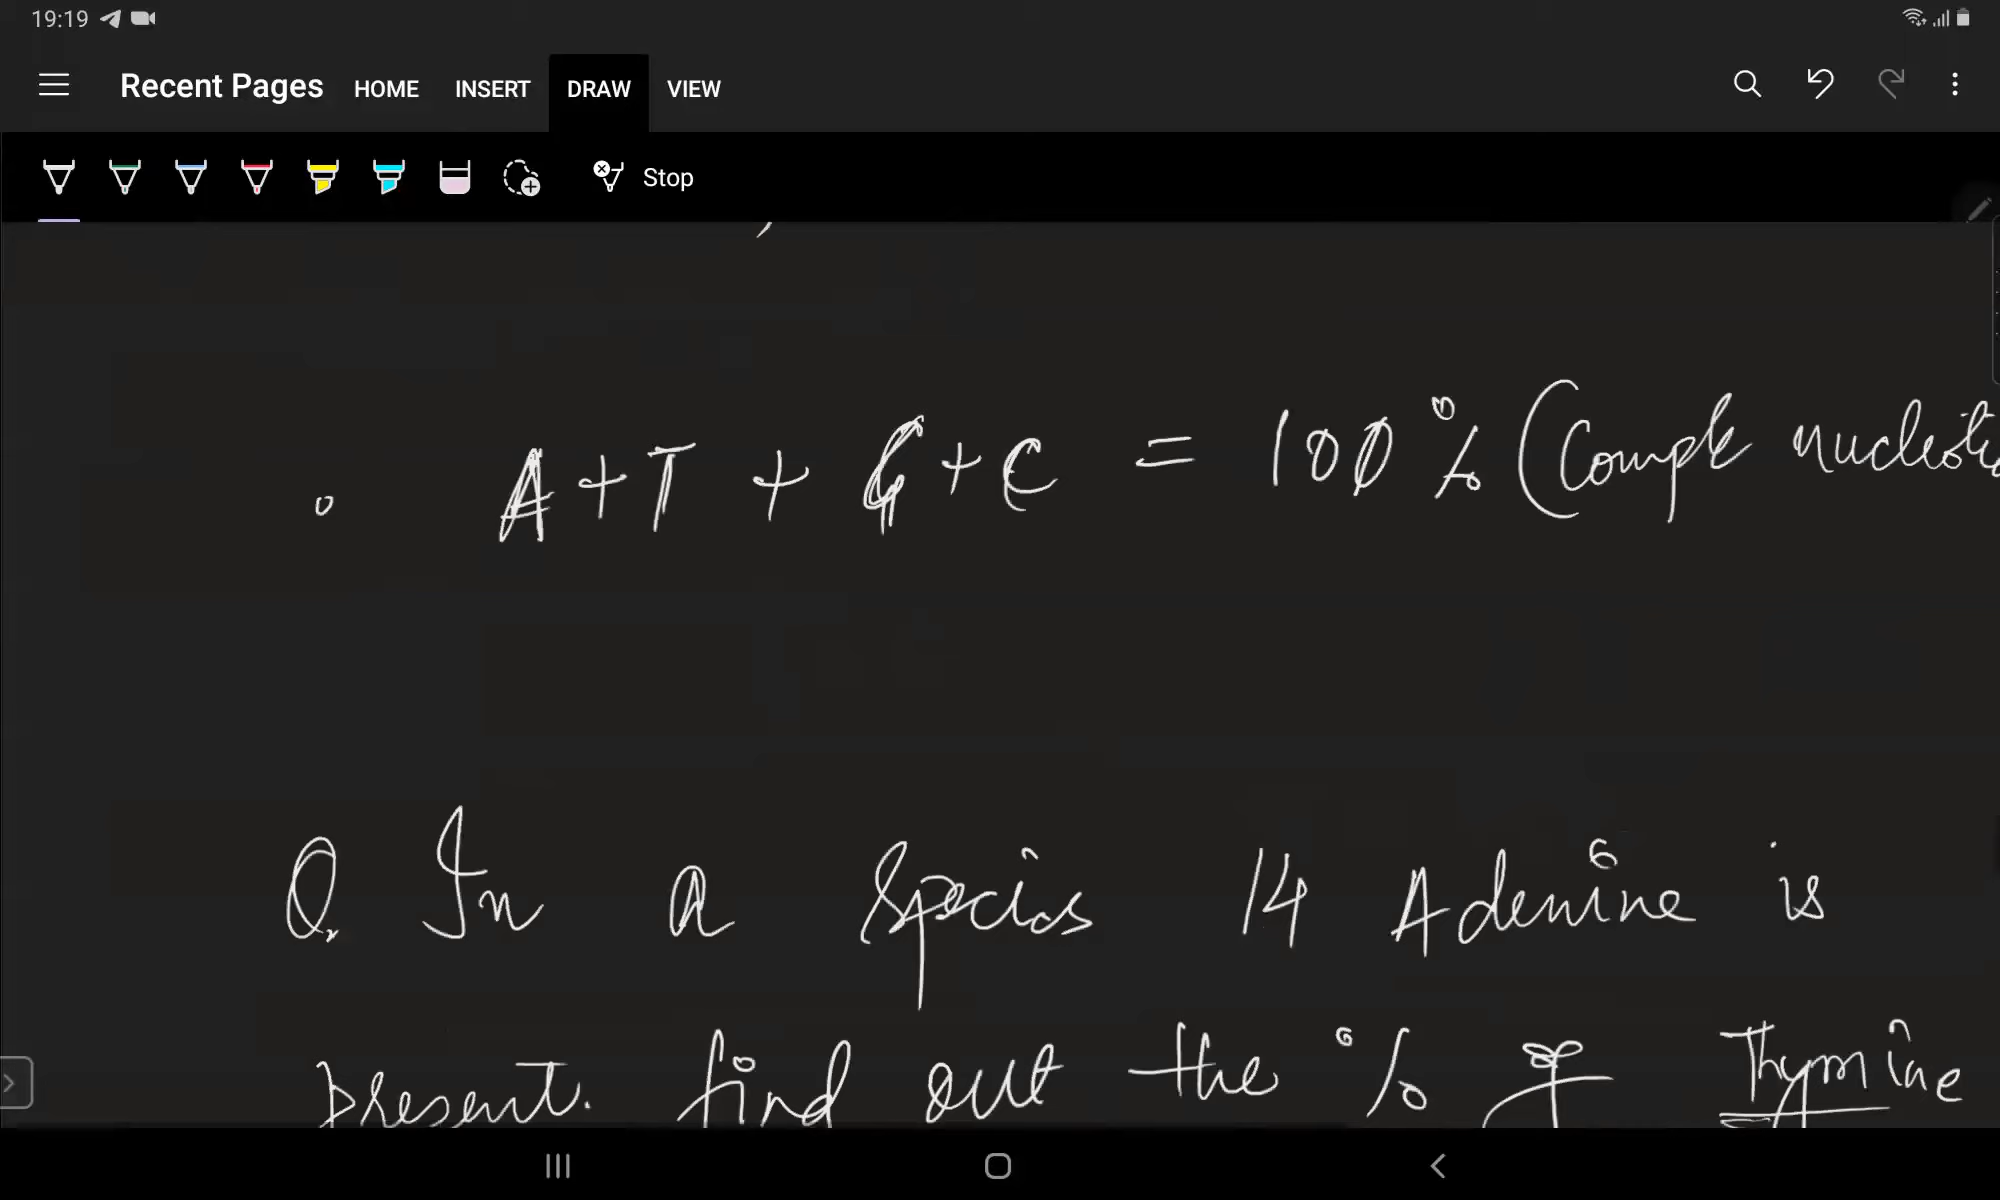 19:19
Recent Pages HOME INSERT DRAW VIEW
Stop
A+T + G+C = 100% (Comple nucleoti
Q. In a Species 14 Adenine is
present. find out the % of Thymine